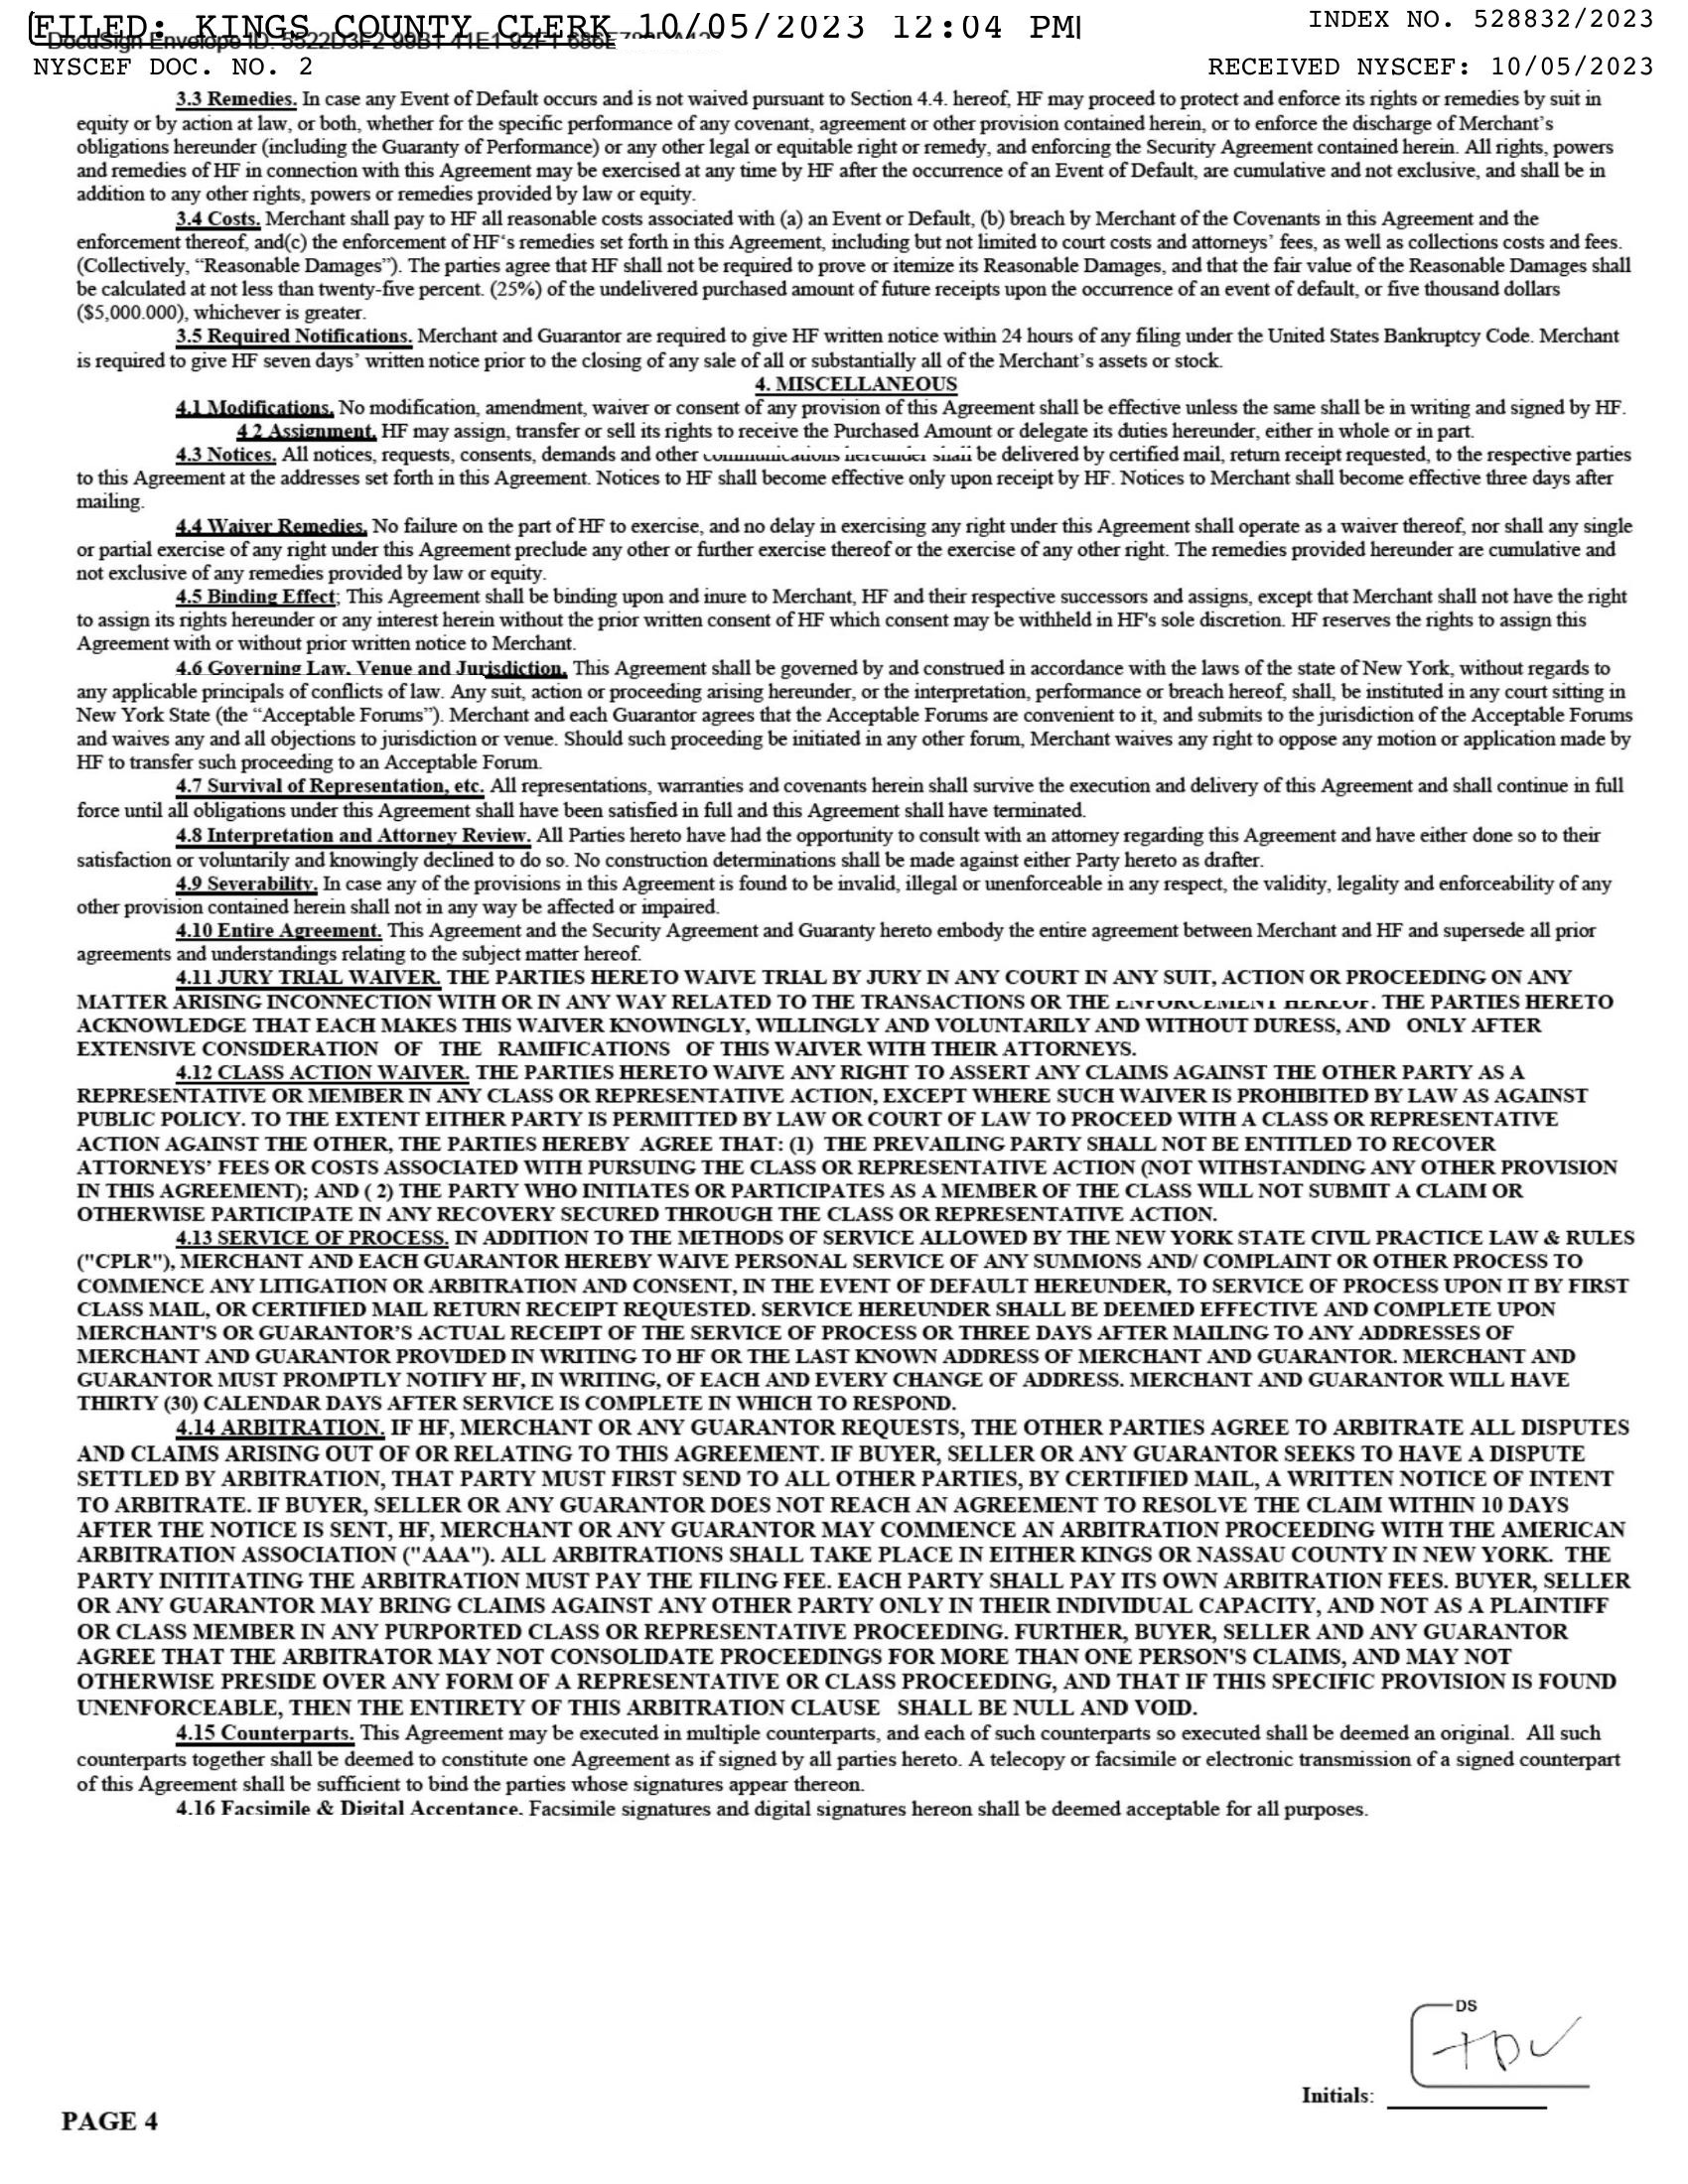 FILED: KINGS COUNTY CLERK 10/05/2023 12:04 PM
INDEX NO. 528832/2023
DocuSign Envelope ID:
NYSCEF DOC. NO. 2
RECEIVED NYSCEF: 10/05/2023
3.3 Remedies. In case any Event of Default occurs and is not waived pursuant to Section 4.4. hereof, HF may proceed to protect and enforce its rights or remedies by suit in
equity or by action at law, or both, whether for the specific performance of any covenant, agreement or other provision contained herein, or to enforce the discharge of Merchant’s
obligations hereunder (including the Guaranty of Performance) or any other legal or equitable right or remedy, and enforcing the Security Agreement contained herein. All rights, powers
and remedies of HF in connection with this Agreement may be exercised at any time by HF after the occurrence of an Event of Default, are cumulative and not exclusive, and shall be in
addition to any other rights, powers or remedies provided by law or equity.
3.4 Costs. Merchant shall pay to HF all reasonable costs associated with (a) an Event or Default, (b) breach by Merchant of the Covenants in this Agreement and the
enforcement thereof, and(c) the enforcement of HF‘s remedies set forth in this Agreement, including but not limited to court costs and attorneys’ fees, as well as collections costs and fees.
(Collectively, “Reasonable Damages”). The parties agree that HF shall not be required to prove or itemize its Reasonable Damages, and that the fair value of the Reasonable Damages shall
be calculated at not less than twenty-five percent. (25%) of the undelivered purchased amount of future receipts upon the occurrence of an event of default, or five thousand dollars
($5,000.000), whichever is greater.
3.5 Required Notifications. Merchant and Guarantor are required to give HF written notice within 24 hours of any filing under the United States Bankruptcy Code. Merchant
is required to give HF seven days’ written notice prior to the closing of any sale of all or substantially all of the Merchant’s assets or stock.
4. MISCELLANEOUS
4.1 Modifications. No modification, amendment, waiver or consent of any provision of this Agreement shall be effective unless the same shall be in writing and signed by HF.
4.2 Assignment. HF may assign, transfer or sell its rights to receive the Purchased Amount or delegate its duties hereunder, either in whole or in part.
4.3 Notices. All notices, requests, consents, demands and other communications hereunder shall be delivered by certified mail, return receipt requested, to the respective parties
to this Agreement at the addresses set forth in this Agreement. Notices to HF shall become effective only upon receipt by HF. Notices to Merchant shall become effective three days after
mailing.
4.4 Waiver Remedies. No failure on the part of HF to exercise, and no delay in exercising any right under this Agreement shall operate as a waiver thereof, nor shall any single
or partial exercise of any right under this Agreement preclude any other or further exercise thereof or the exercise of any other right. The remedies provided hereunder are cumulative and
not exclusive of any remedies provided by law or equity.
4.5 Binding Effect; This Agreement shall be binding upon and inure to Merchant, HF and their respective successors and assigns, except that Merchant shall not have the right
to assign its rights hereunder or any interest herein without the prior written consent of HF which consent may be withheld in HF's sole discretion. HF reserves the rights to assign this
Agreement with or without prior written notice to Merchant.
4.6 Governing Law, Venue and Jurisdiction. This Agreement shall be governed by and construed in accordance with the laws of the state of New York, without regards to
any applicable principals of conflicts of law. Any suit, action or proceeding arising hereunder, or the interpretation, performance or breach hereof, shall, be instituted in any court sitting in
New York State (the “Acceptable Forums”). Merchant and each Guarantor agrees that the Acceptable Forums are convenient to it, and submits to the jurisdiction of the Acceptable Forums
and waives any and all objections to jurisdiction or venue. Should such proceeding be initiated in any other forum, Merchant waives any right to oppose any motion or application made by
HF to transfer such proceeding to an Acceptable Forum.
4.7 Survival of Representation, etc. All representations, warranties and covenants herein shall survive the execution and delivery of this Agreement and shall continue in full
force until all obligations under this Agreement shall have been satisfied in full and this Agreement shall have terminated.
4.8 Interpretation and Attorney Review. All Parties hereto have had the opportunity to consult with an attorney regarding this Agreement and have either done so to their
satisfaction or voluntarily and knowingly declined to do so. No construction determinations shall be made against either Party hereto as drafter.
4.9 Severability. In case any of the provisions in this Agreement is found to be invalid, illegal or unenforceable in any respect, the validity, legality and enforceability of any
other provision contained herein shall not in any way be affected or impaired.
4.10 Entire Agreement. This Agreement and the Security Agreement and Guaranty hereto embody the entire agreement between Merchant and HF and supersede all prior
agreements and understandings relating to the subject matter hereof.
4.11 JURY TRIAL WAIVER. THE PARTIES HERETO WAIVE TRIAL BY JURY IN ANY COURT IN ANY SUIT, ACTION OR PROCEEDING ON ANY
MATTER ARISING INCONNECTION WITH OR IN ANY WAY RELATED TO THE TRANSACTIONS OR THE ENFORCEMENT HEREOF. THE PARTIES HERETO
ACKNOWLEDGE THAT EACH MAKES THIS WAIVER KNOWINGLY, WILLINGLY AND VOLUNTARILY AND WITHOUT DURESS, AND ONLY AFTER
EXTENSIVE CONSIDERATION OF THE RAMIFICATIONS OF THIS WAIVER WITH THEIR ATTORNEYS.
4.12 CLASS ACTION WAIVER. THE PARTIES HERETO WAIVE ANY RIGHT TO ASSERT ANY CLAIMS AGAINST THE OTHER PARTY AS A
REPRESENTATIVE OR MEMBER IN ANY CLASS OR REPRESENTATIVE ACTION, EXCEPT WHERE SUCH WAIVER IS PROHIBITED BY LAW AS AGAINST
PUBLIC POLICY. TO THE EXTENT EITHER PARTY IS PERMITTED BY LAW OR COURT OF LAW TO PROCEED WITH A CLASS OR REPRESENTATIVE
ACTION AGAINST THE OTHER, THE PARTIES HEREBY AGREE THAT: (1) THE PREVAILING PARTY SHALL NOT BE ENTITLED TO RECOVER
ATTORNEYS’ FEES OR COSTS ASSOCIATED WITH PURSUING THE CLASS OR REPRESENTATIVE ACTION (NOT WITHSTANDING ANY OTHER PROVISION
IN THIS AGREEMENT); AND ( 2) THE PARTY WHO INITIATES OR PARTICIPATES AS A MEMBER OF THE CLASS WILL NOT SUBMIT A CLAIM OR
OTHERWISE PARTICIPATE IN ANY RECOVERY SECURED THROUGH THE CLASS OR REPRESENTATIVE ACTION.
4.13 SERVICE OF PROCESS. IN ADDITION TO THE METHODS OF SERVICE ALLOWED BY THE NEW YORK STATE CIVIL PRACTICE LAW & RULES
("CPLR"), MERCHANT AND EACH GUARANTOR HEREBY WAIVE PERSONAL SERVICE OF ANY SUMMONS AND/ COMPLAINT OR OTHER PROCESS TO
COMMENCE ANY LITIGATION OR ARBITRATION AND CONSENT, IN THE EVENT OF DEFAULT HEREUNDER, TO SERVICE OF PROCESS UPON IT BY FIRST
CLASS MAIL, OR CERTIFIED MAIL RETURN RECEIPT REQUESTED. SERVICE HEREUNDER SHALL BE DEEMED EFFECTIVE AND COMPLETE UPON
MERCHANT'S OR GUARANTOR’S ACTUAL RECEIPT OF THE SERVICE OF PROCESS OR THREE DAYS AFTER MAILING TO ANY ADDRESSES OF
MERCHANT AND GUARANTOR PROVIDED IN WRITING TO HF OR THE LAST KNOWN ADDRESS OF MERCHANT AND GUARANTOR. MERCHANT AND
GUARANTOR MUST PROMPTLY NOTIFY HF, IN WRITING, OF EACH AND EVERY CHANGE OF ADDRESS. MERCHANT AND GUARANTOR WILL HAVE
THIRTY (30) CALENDAR DAYS AFTER SERVICE IS COMPLETE IN WHICH TO RESPOND.
4.14 ARBITRATION. IF HF, MERCHANT OR ANY GUARANTOR REQUESTS, THE OTHER PARTIES AGREE TO ARBITRATE ALL DISPUTES
AND CLAIMS ARISING OUT OF OR RELATING TO THIS AGREEMENT. IF BUYER, SELLER OR ANY GUARANTOR SEEKS TO HAVE A DISPUTE
SETTLED BY ARBITRATION, THAT PARTY MUST FIRST SEND TO ALL OTHER PARTIES, BY CERTIFIED MAIL, A WRITTEN NOTICE OF INTENT
TO ARBITRATE. IF BUYER, SELLER OR ANY GUARANTOR DOES NOT REACH AN AGREEMENT TO RESOLVE THE CLAIM WITHIN 10 DAYS
AFTER THE NOTICE IS SENT, HF, MERCHANT OR ANY GUARANTOR MAY COMMENCE AN ARBITRATION PROCEEDING WITH THE AMERICAN
ARBITRATION ASSOCIATION ("AAA"). ALL ARBITRATIONS SHALL TAKE PLACE IN EITHER KINGS OR NASSAU COUNTY IN NEW YORK. THE
PARTY INITITATING THE ARBITRATION MUST PAY THE FILING FEE. EACH PARTY SHALL PAY ITS OWN ARBITRATION FEES. BUYER, SELLER
OR ANY GUARANTOR MAY BRING CLAIMS AGAINST ANY OTHER PARTY ONLY IN THEIR INDIVIDUAL CAPACITY, AND NOT AS A PLAINTIFF
OR CLASS MEMBER IN ANY PURPORTED CLASS OR REPRESENTATIVE PROCEEDING. FURTHER, BUYER, SELLER AND ANY GUARANTOR
AGREE THAT THE ARBITRATOR MAY NOT CONSOLIDATE PROCEEDINGS FOR MORE THAN ONE PERSON'S CLAIMS, AND MAY NOT
OTHERWISE PRESIDE OVER ANY FORM OF A REPRESENTATIVE OR CLASS PROCEEDING, AND THAT IF THIS SPECIFIC PROVISION IS FOUND
UNENFORCEABLE, THEN THE ENTIRETY OF THIS ARBITRATION CLAUSE SHALL BE NULL AND VOID.
4.15 Counterparts. This Agreement may be executed in multiple counterparts, and each of such counterparts so executed shall be deemed an original. All such
counterparts together shall be deemed to constitute one Agreement as if signed by all parties hereto. A telecopy or facsimile or electronic transmission of a signed counterpart
of this Agreement shall be sufficient to bind the parties whose signatures appear thereon.
4.16 Facsimile & Digital Acceptance. Facsimile signatures and digital signatures hereon shall be deemed acceptable for all purposes.
DS
Initials:
PAGE 4